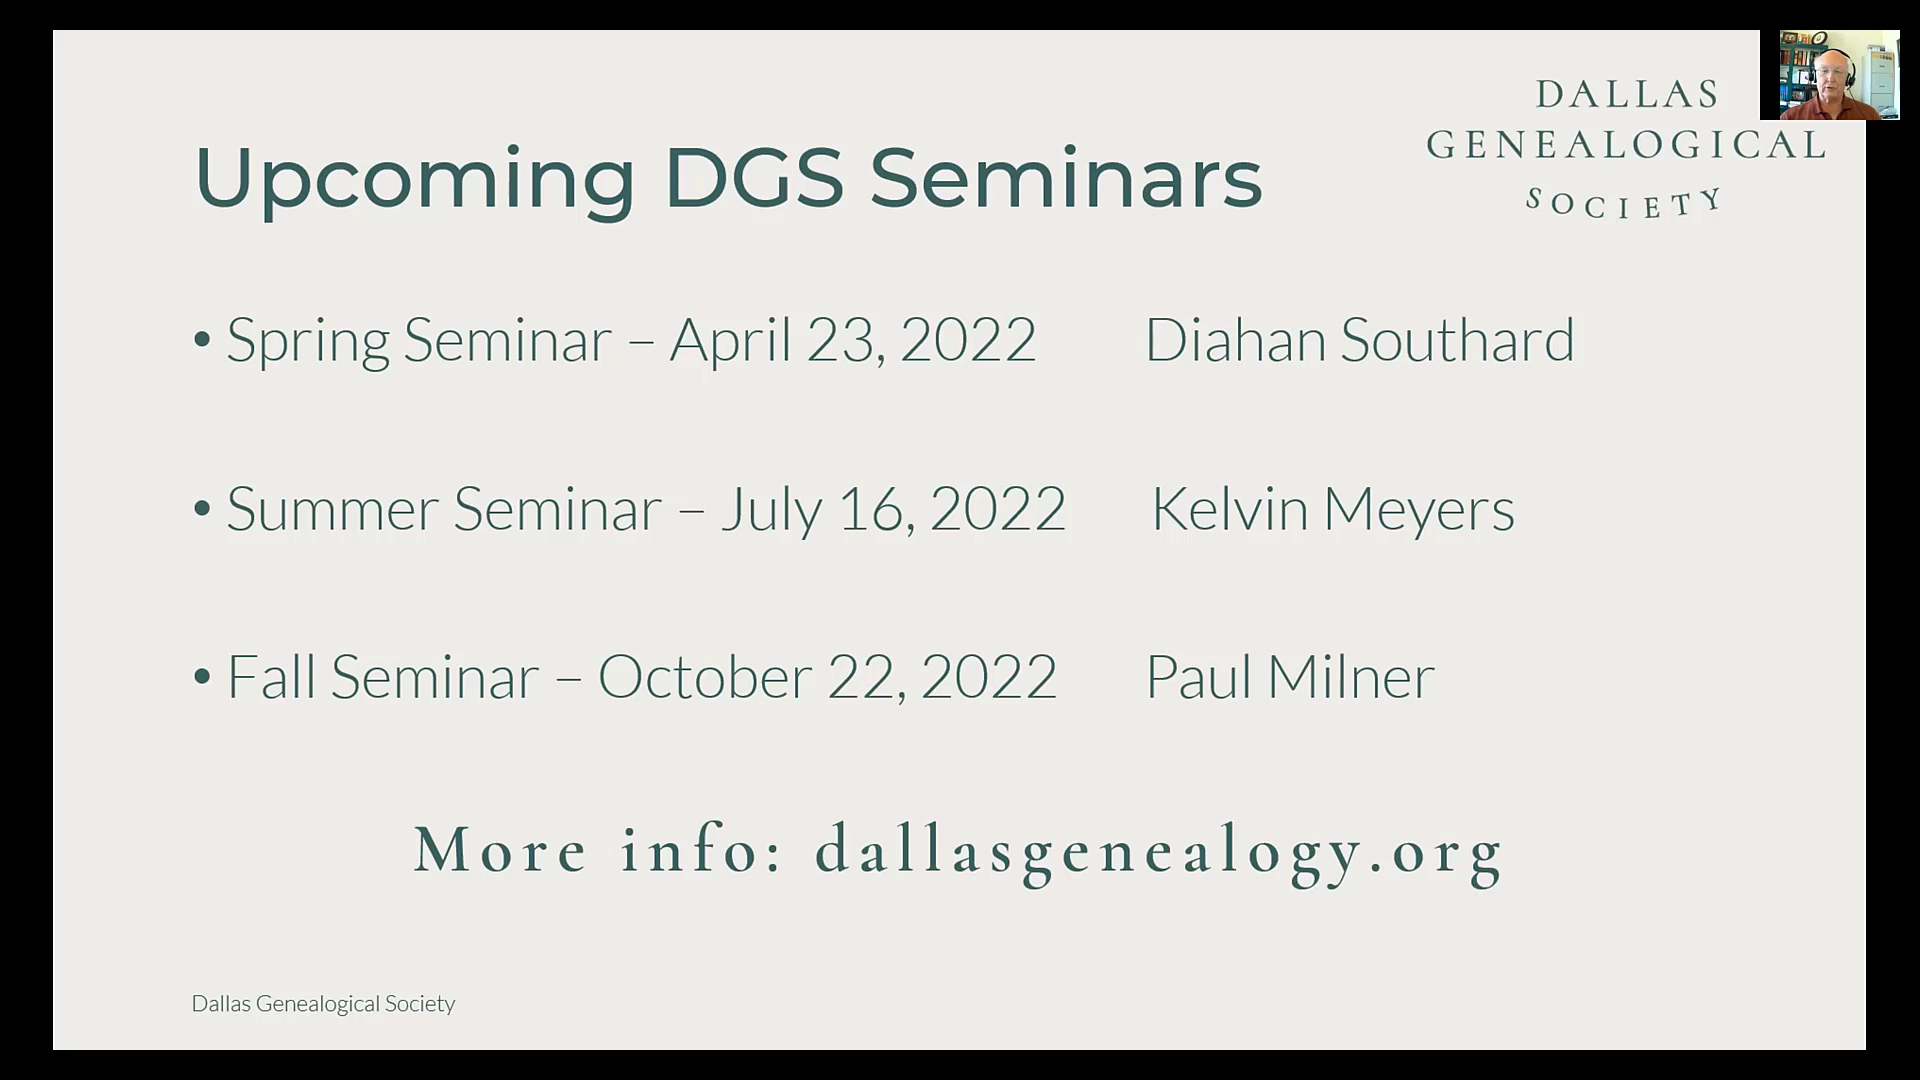 DALLAS
GENEALOGICAL
SOCIETY
Upcoming DGS Seminars
• Spring Seminar – April 23, 2022 Diahan Southard
• Summer Seminar – July 16, 2022 Kelvin Meyers
• Fall Seminar – October 22, 2022 Paul Milner
More info: dallasgenealogy.org
Dallas Genealogical Society